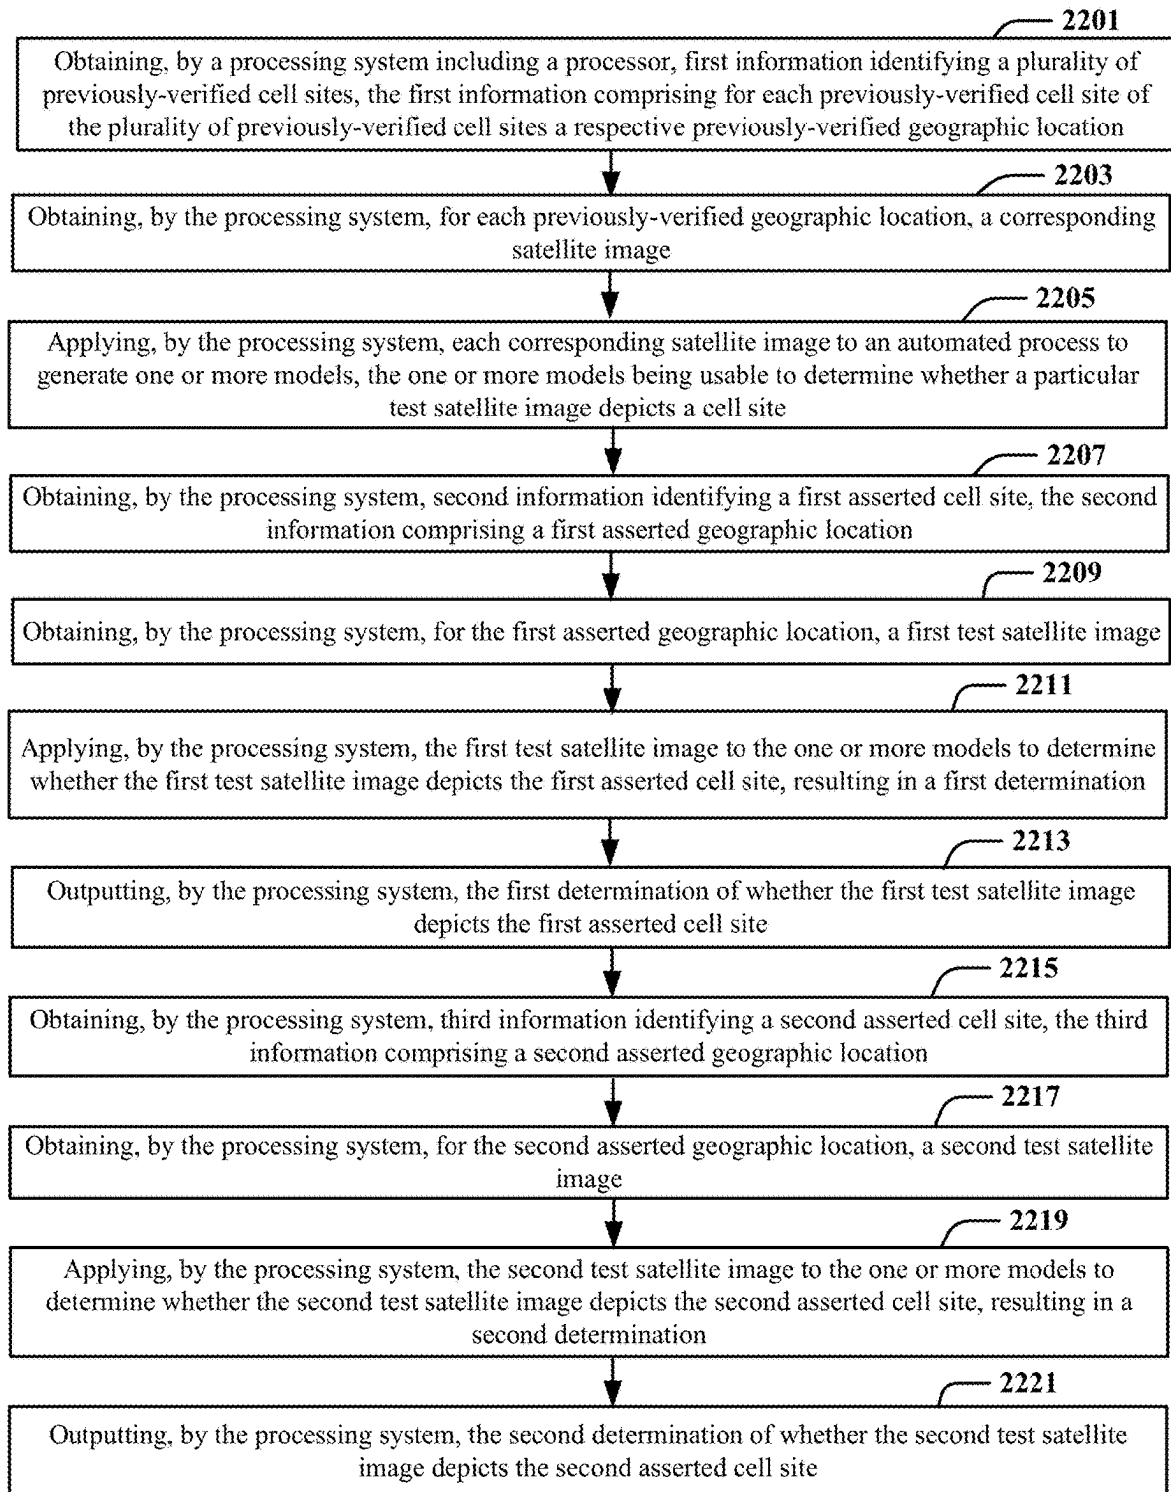 2201
Obtaining, by a processing system including a processor, first information identifying a plurality of
previously-verified cell sites, the first information comprising for each previously-verified cell site of
the plurality of previously-verified cell sites a respective previously-verified geographic location
2203
Obtaining, by the processing system, for each previously-verified geographic location, a corresponding
satellite image
2205
Applying, by the processing system, each corresponding satellite image to an automated process to
generate one or more models, the one or more models being usable to determine whether a particular
test satellite image depicts a cell site
2207
Obtaining, by the processing system, second information identifying a first asserted cell site, the second
information comprising a first asserted geographic location
2209
Obtaining, by the processing system, for the first asserted geographic location, a first test satellite image
2211
Applying, by the processing system, the first test satellite image to the one or more models to determine
whether the first test satellite image depicts the first asserted cell site, resulting in a first determination
2213
Outputting, by the processing system, the first determination of whether the first test satellite image
depicts the first asserted cell site
2215
Obtaining, by the processing system, third information identifying a second asserted cell site, the third
information comprising a second asserted geographic location
2217
Obtaining, by the processing system, for the second asserted geographic location, a second test satellite
image
2219
Applying, by the processing system, the second test satellite image to the one or more models to
determine whether the second test satellite image depicts the second asserted cell site, resulting in a
second determination
2221
Outputting, by the processing system, the second determination of whether the second test satellite
image depicts the second asserted cell site